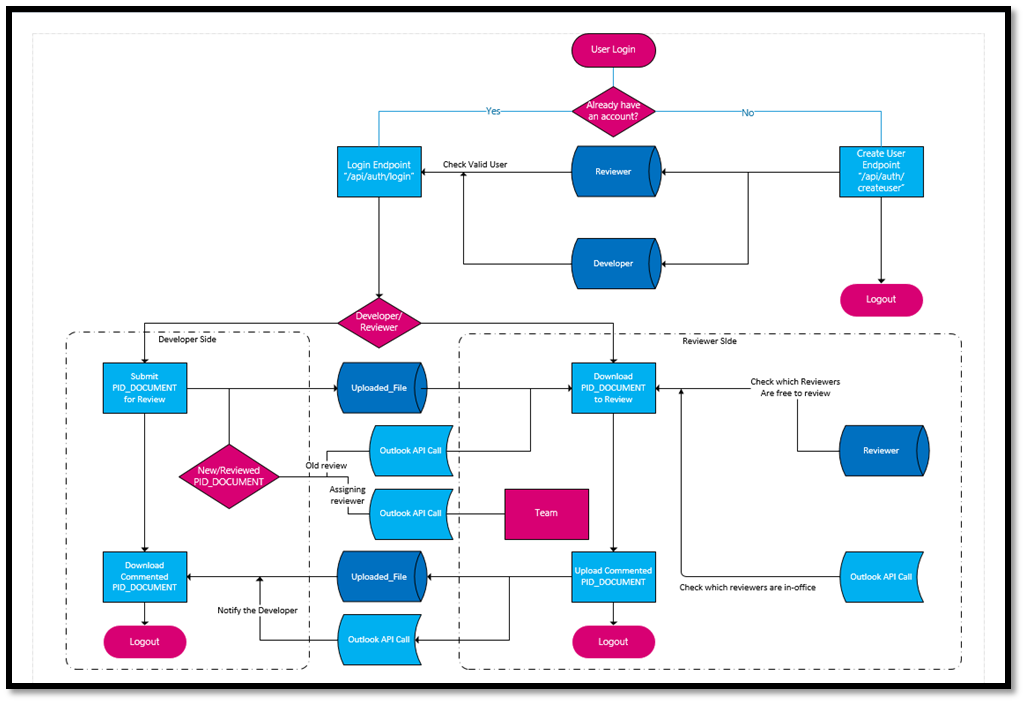 User Login
Already have
an account?
Yes
No
Login Endpoint
"/api/auth/login"
Check Valid User
Reviewer
Create User
Endpoint
"/api/auth/
createuser"
Developer
Logout
Developer/
Reviewer
Developer Side
Reviewer SIde
Submit
PID_DOCUMENT
for Review
Uploaded_File
Download
PID_DOCUMENT
to Review
Check which Reviewers
Are free to review
Outlook API Call
Reviewer
Old review
New/Reviewed
PID_DOCUMENT
Assigning
reviewer
Outlook API Call
Team
Download
Commented
PID_DOCUMENT
Uploaded_File
Upload Commented
PID_DOCUMENT
Outlook API Call
Check which reviewers are in-office
Notify the Developer
Logout
Outlook API Call
Logout